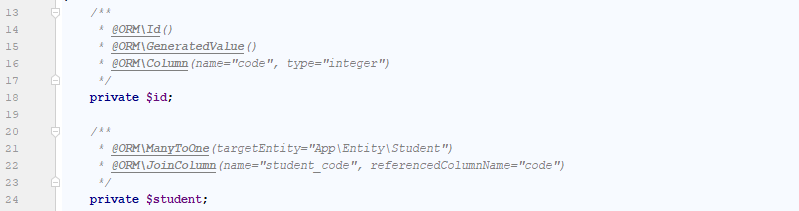 13 /**
14 * @ORM\Id()
15 * @ORM\GeneratedValue()
16 * @ORM\Column(name="code", type="integer")
17 */
18 private $id;
19
20 /**
21 * @ORM\ManyToOne(targetEntity="App\Entity\Student")
22 * @ORM\JoinColumn(name="student_code", referencedColumnName="code")
23 */
24 private $student;